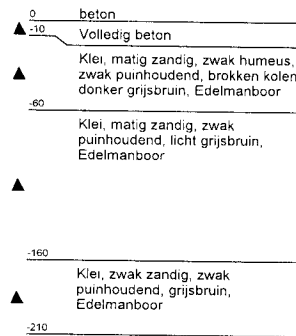 0 beton
-10 Volledig beton
Klei, matig zandig, zwak humeus,
zwak puinhoudend, brokken kolen
donker grijsbruin, Edelmanboor
-60
Klei, matig zandig, zwak
puinhoudend, licht grijsbruin,
Edelmanboor
-160
Klei, zwak zandig, zwak
puinhoudend, grijsbruin,
Edelmanboor
-210